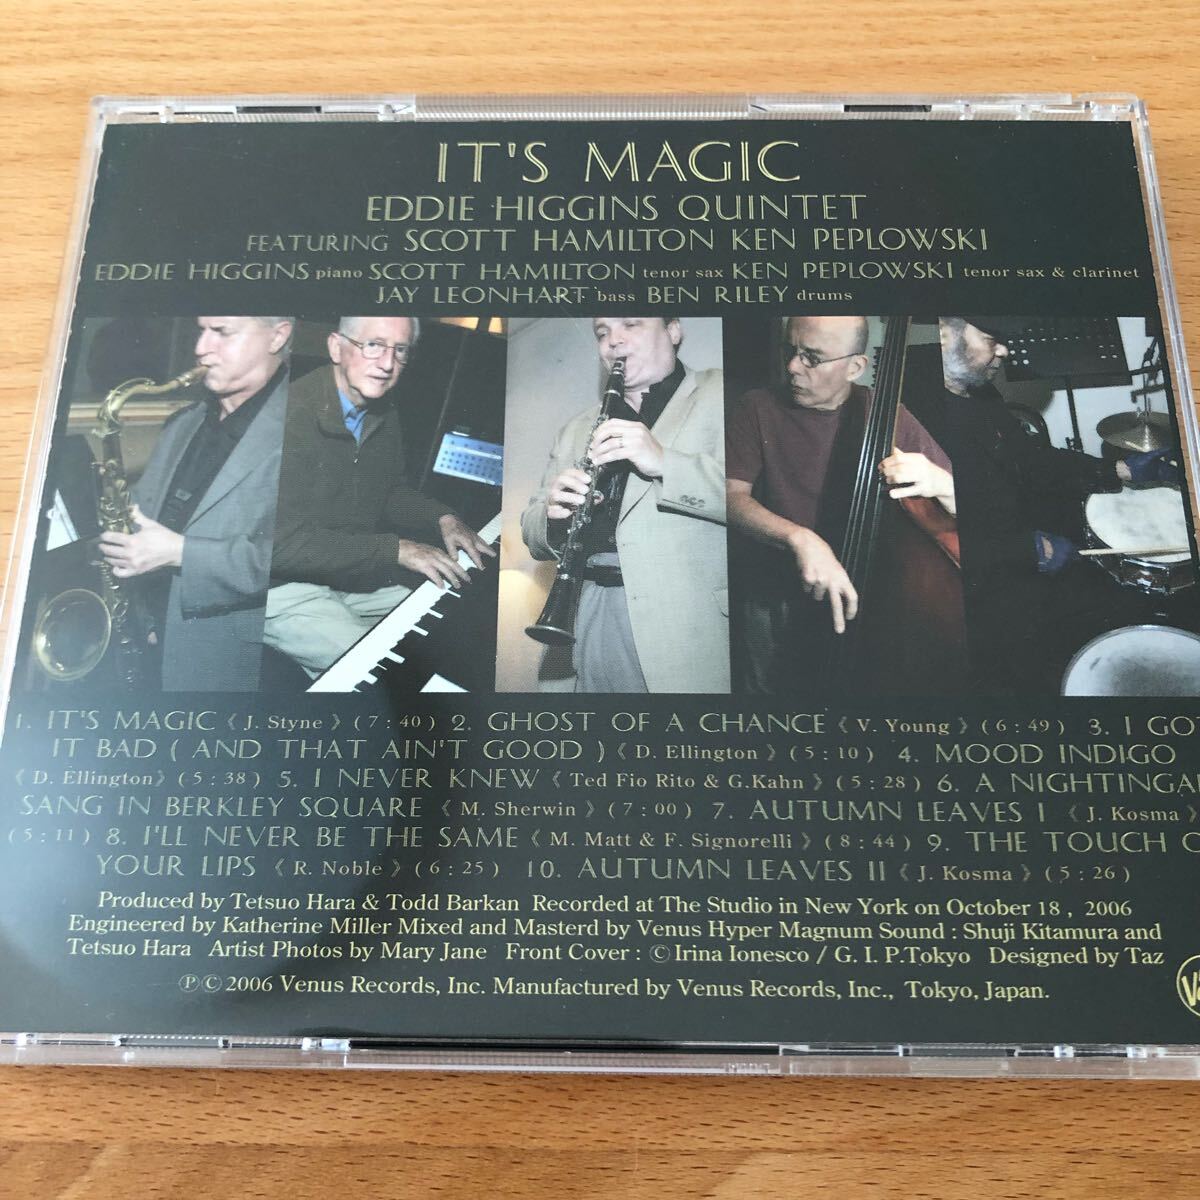 IT'S MAGIC
EDDIE HIGGINS QUINTET
FEATURING SCOTT HAMILTON KEN PEPLOWSKI
EDDIE HIGGINS piano SCOTT HAMILTON tenor sax KEN PEPLOWSKI tenor sax & clarinet
JAY LEONHART bass BEN RILEY drums
1. IT'S MAGIC《 J. Styne 》( 7 : 40 ) 2. GHOST OF A CHANCE《 V. Young 》( 6 : 49 ) 3. I GO
IT BAD ( AND THAT AIN'T GOOD )《 D. Ellington 》( 5 : 10 ) 4. MOOD INDIGO
《 D. Ellington》( 5 : 38 ) 5. I NEVER KNEW《 Ted Fio Rito & G.Kahn 》( 5 : 28 ) 6. A NIGHTINGA
SANG IN BERKLEY SQUARE《 M. Sherwin 》( 7 : 00 ) 7. AUTUMN LEAVES I《 J. Kosma 》
( 5 : 11 ) 8. I'LL NEVER BE THE SAME《 M. Matt & F. Signorelli 》( 8 : 44 ) 9. THE TOUCH O
YOUR LIPS《 R. Noble 》( 6 : 25 ) 10. AUTUMN LEAVES II《 J. Kosma 》( 5 : 26 )
Produced by Tetsuo Hara & Todd Barkan Recorded at The Studio in New York on October 18 , 2006
Engineered by Katherine Miller Mixed and Masterd by Venus Hyper Magnum Sound : Shuji Kitamura and
Tetsuo Hara Artist Photos by Mary Jane Front Cover : © Irina Ionesco / G. I. P.Tokyo Designed by Taz
℗© 2006 Venus Records, Inc. Manufactured by Venus Records, Inc., Tokyo, Japan.